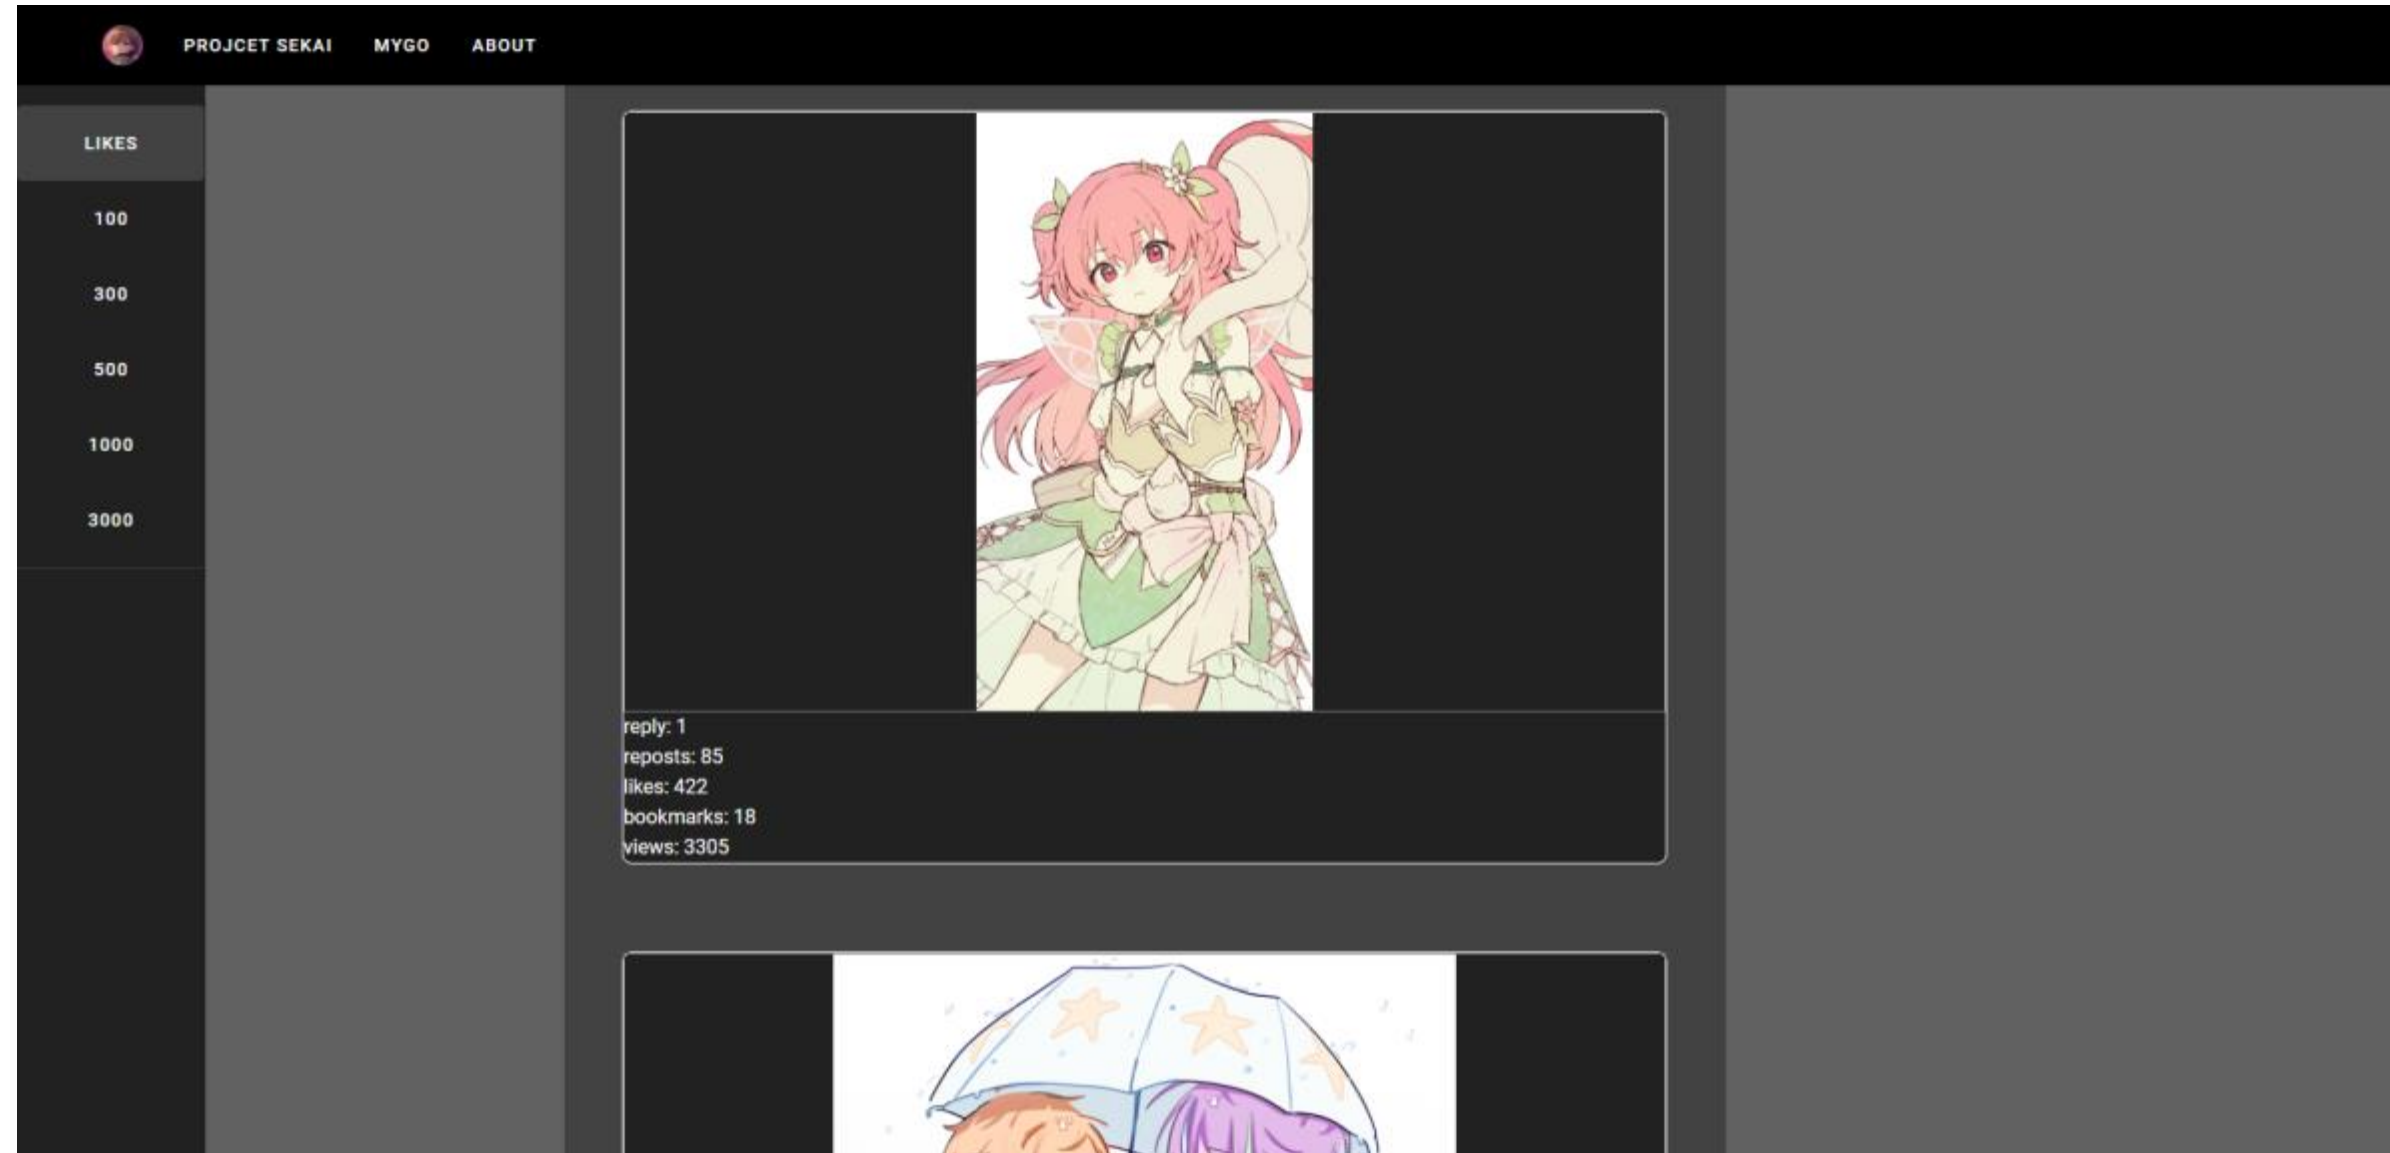 PROJCET SEKAI MYGO ABOUT
LIKES
100
300
500
1000
3000
reply: 1
reposts: 85
likes: 422
bookmarks: 18
views: 3305